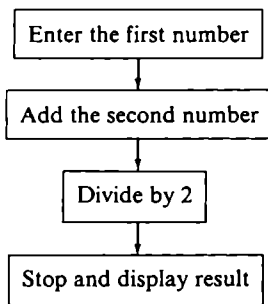 Enter the first number
Add the second number
Divide by 2
Stop and display result